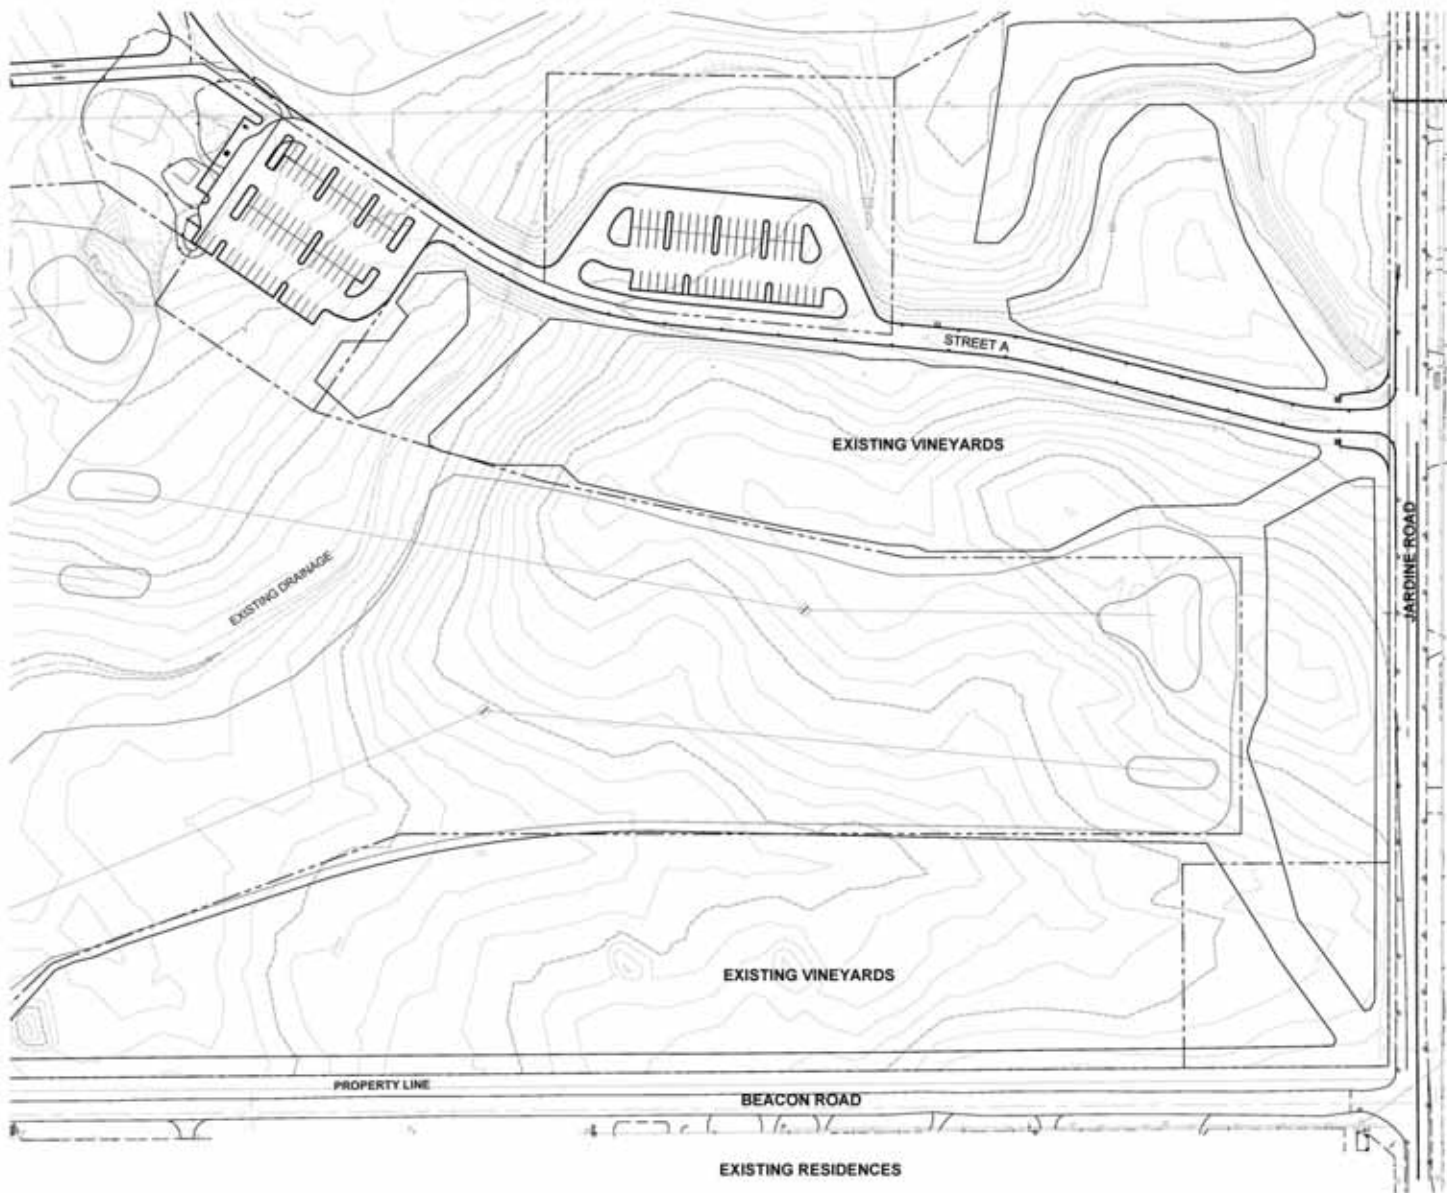 STREET A
EXISTING VINEYARDS
JARDINE ROAD
EXISTING DRAINAGE
EXISTING VINEYARDS
PROPERTY LINE
BEACON ROAD
EXISTING RESIDENCES